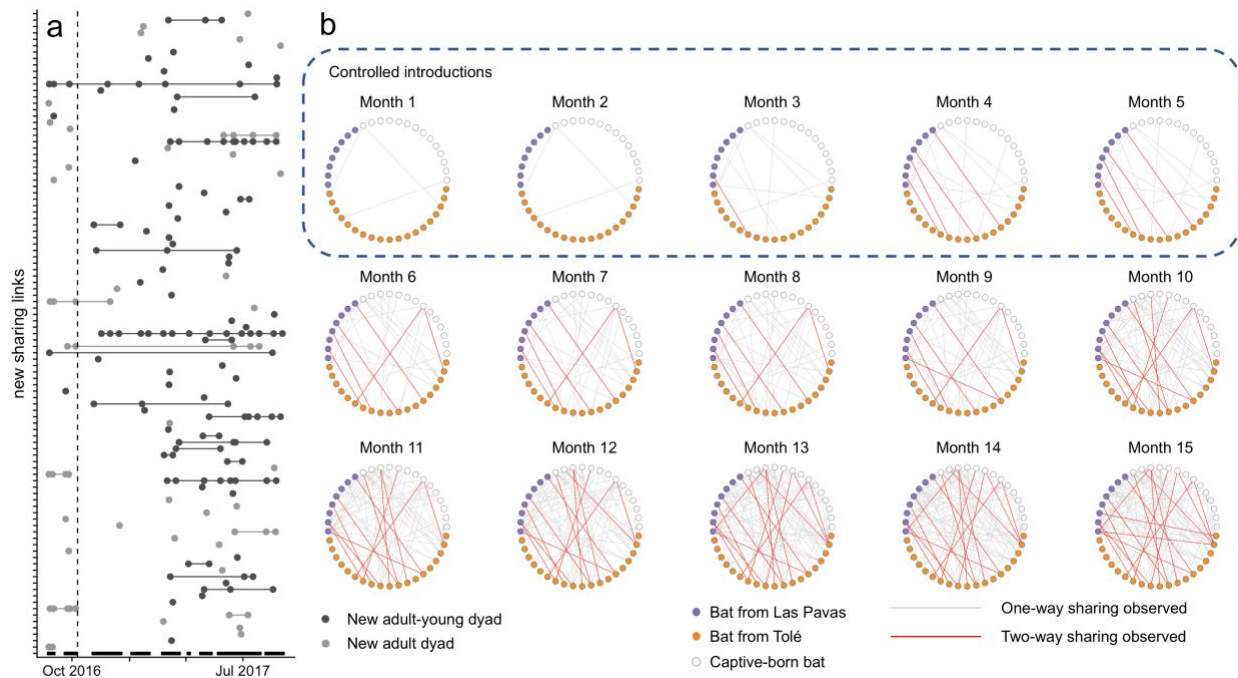 a
b
new sharing links
Oct 2016
Jul 2017
Controlled introductions
Month 1
Month 2
Month 3
Month 4
Month 5
Month 6
Month 7
Month 8
Month 9
Month 10
Month 11
Month 12
Month 13
Month 14
Month 15
New adult-young dyad
New adult dyad
Bat from Las Pavas
Bat from Tolé
Captive-born bat
One-way sharing observed
Two-way sharing observed